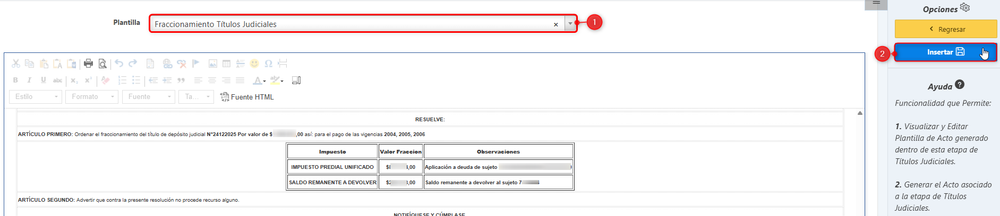 Plantilla
Fraccionamiento Títulos Judiciales
1
Opciones
Regresar
2
Insertar
Estilo
Formato
Fuente
Ta...
Fuente HTML
RESUELVE:
ARTÍCULO PRIMERO: Ordenar el fraccionamiento del título de depósito judicial N°24122025 Por valor de $ ,00 así: para el pago de las vigencias 2004, 2005, 2006
Impuesto Valor Fraccion Observaciones
IMPUESTO PREDIAL UNIFICADO ,00 Aplicación a deuda de sujeto
SALDO REMANENTE A DEVOLVER $2 ,00 Saldo remanente a devolver al sujeto 7
ARTÍCULO SEGUNDO: Advertir que contra la presente resolución no procede recurso alguno.
NOTIFÍQUESE Y CÚMPLASE
Ayuda
Funcionalidad que Permite:
1. Visualizar y Editar
Plantilla de Acto generado
dentro de esta etapa de
Títulos Judiciales.
2. Generar el Acto asociado
a la etapa de Títulos
Judiciales.